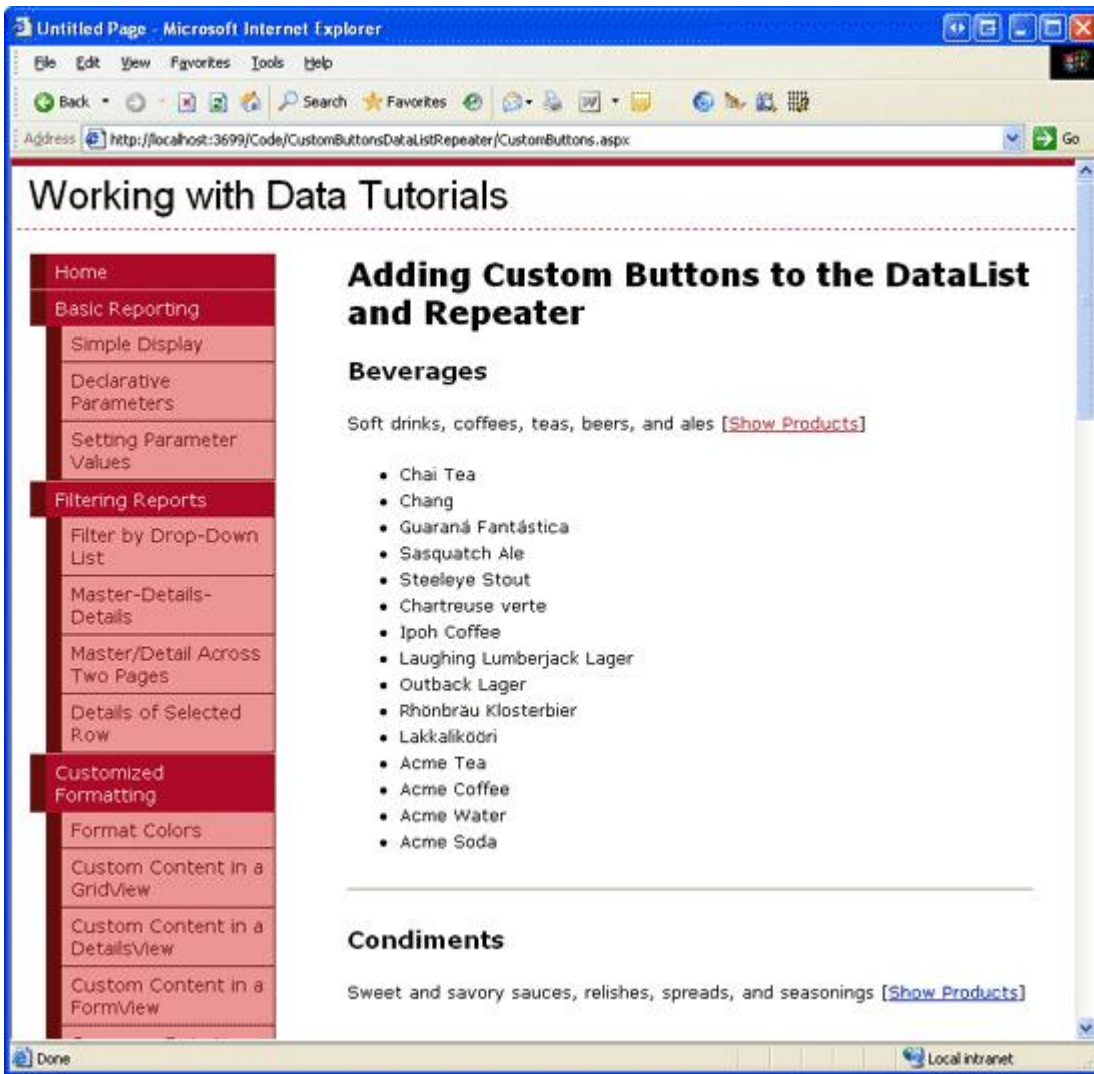 Untitled Page - Microsoft Internet Explorer
File Edit View Favorites Tools Help
Back Search Favorites
Address http://localhost:3699/Code/CustomButtonsDataListRepeater/CustomButtons.aspx Go
Working with Data Tutorials
Home
Basic Reporting
Simple Display
Declarative
Parameters
Setting Parameter
Values
Filtering Reports
Filter by Drop-Down
List
Master-Details-
Details
Master/Detail Across
Two Pages
Details of Selected
Row
Customized
Formatting
Format Colors
Custom Content in a
GridView
Custom Content in a
DetailsView
Custom Content in a
FormView
Adding Custom Buttons to the DataList
and Repeater
Beverages
Soft drinks, coffees, teas, beers, and ales [Show Products]
• Chai Tea
• Chang
• Guaraná Fantástica
• Sasquatch Ale
• Steeleye Stout
• Chartreuse verte
• Ipoh Coffee
• Laughing Lumberjack Lager
• Outback Lager
• Rhönbräu Klosterbier
• Lakkalikööri
• Acme Tea
• Acme Coffee
• Acme Water
• Acme Soda
Condiments
Sweet and savory sauces, relishes, spreads, and seasonings [Show Products]
Done Local intranet